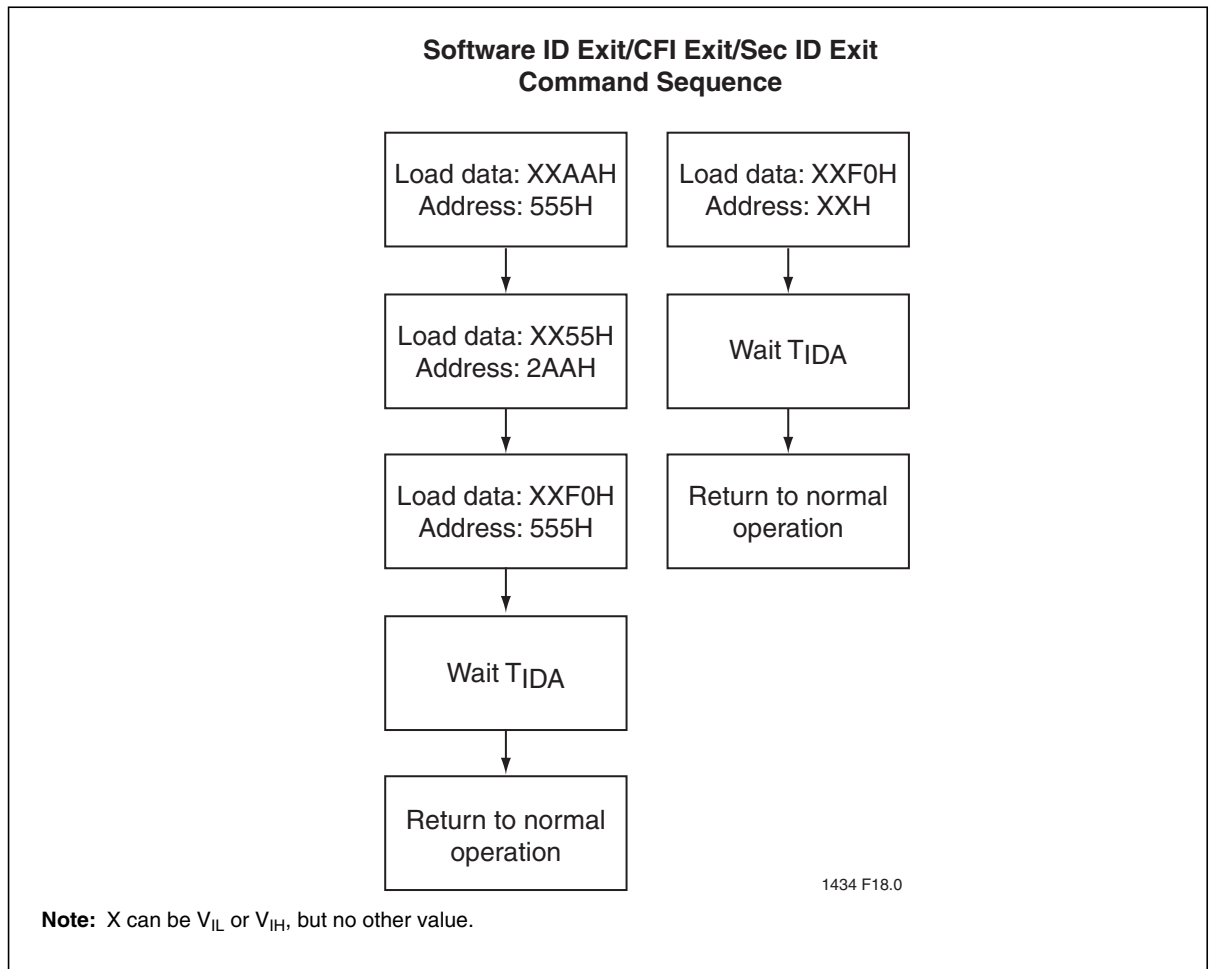 Software ID Exit/CFI Exit/Sec ID Exit
Command Sequence
Load data: XXAAH
Address: 555H
Load data: XX55H
Address: 2AAH
Load data: XXF0H
Address: 555H
Wait TIDA
Return to normal
operation
Load data: XXF0H
Address: XXH
Wait TIDA
Return to normal
operation
1434 F18.0
Note: X can be VIL or VIH, but no other value.